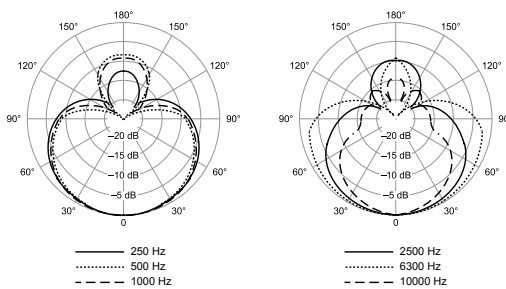 180°
150° 150°
120° 120°
90° 90°
60° 60°
30° 30°
0
–20 dB
–15 dB
–10 dB
–5 dB
250 Hz
500 Hz
1000 Hz
180°
150° 150°
120° 120°
90° 90°
60° 60°
30° 30°
0
–20 dB
–15 dB
–10 dB
–5 dB
2500 Hz
6300 Hz
10000 Hz